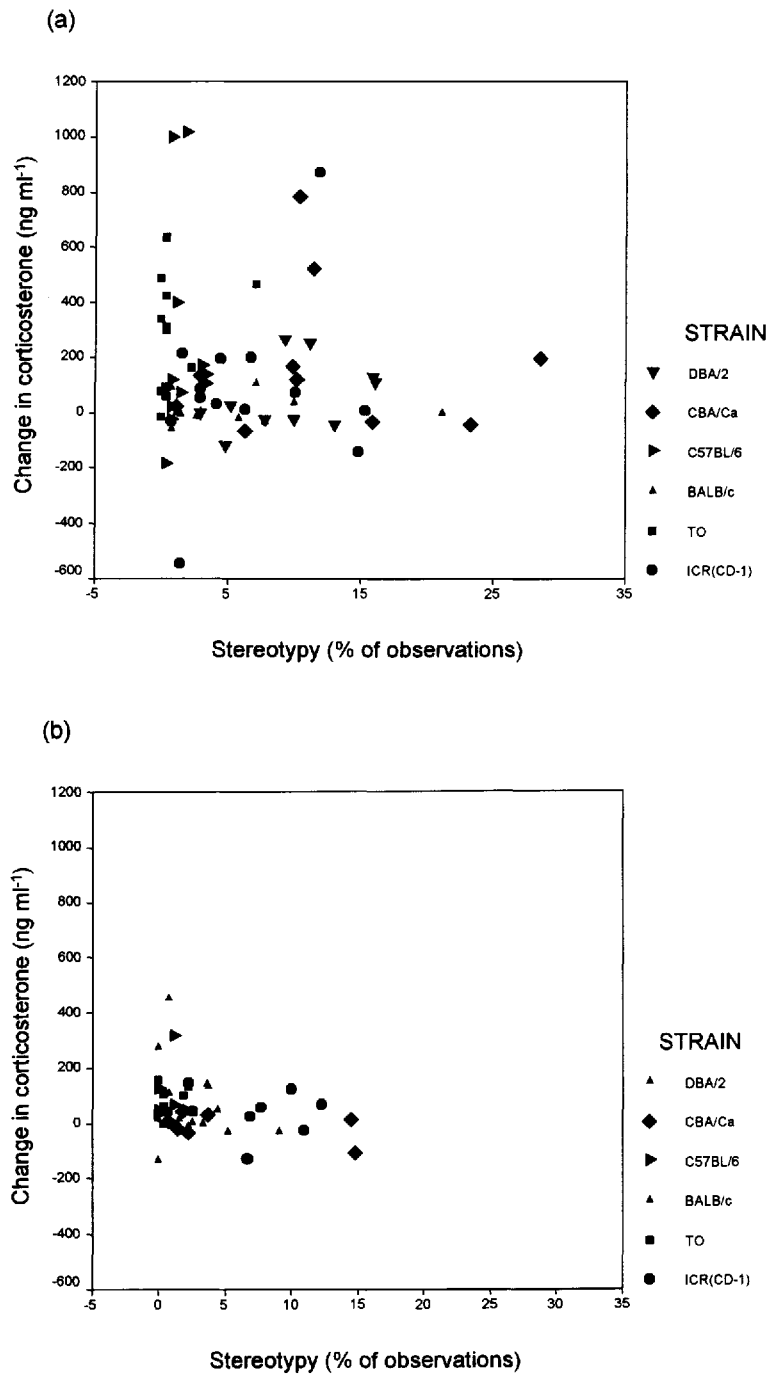 (a)
1200
1000
800
600
400
200
0
-200
-400
-600
Change in corticosterone (ng ml⁻¹)
-5
5
15
25
35
Stereotypy (% of observations)
STRAIN
DBA/2
CBA/Ca
C57BL/6
BALB/c
TO
ICR(CD-1)
(b)
1200
1000
800
600
400
200
0
-200
-400
-600
Change in corticosterone (ng ml⁻¹)
-5 0 5 10 15 20 25 30 35
Stereotypy (% of observations)
STRAIN
DBA/2
CBA/Ca
C57BL/6
BALB/c
TO
ICR(CD-1)